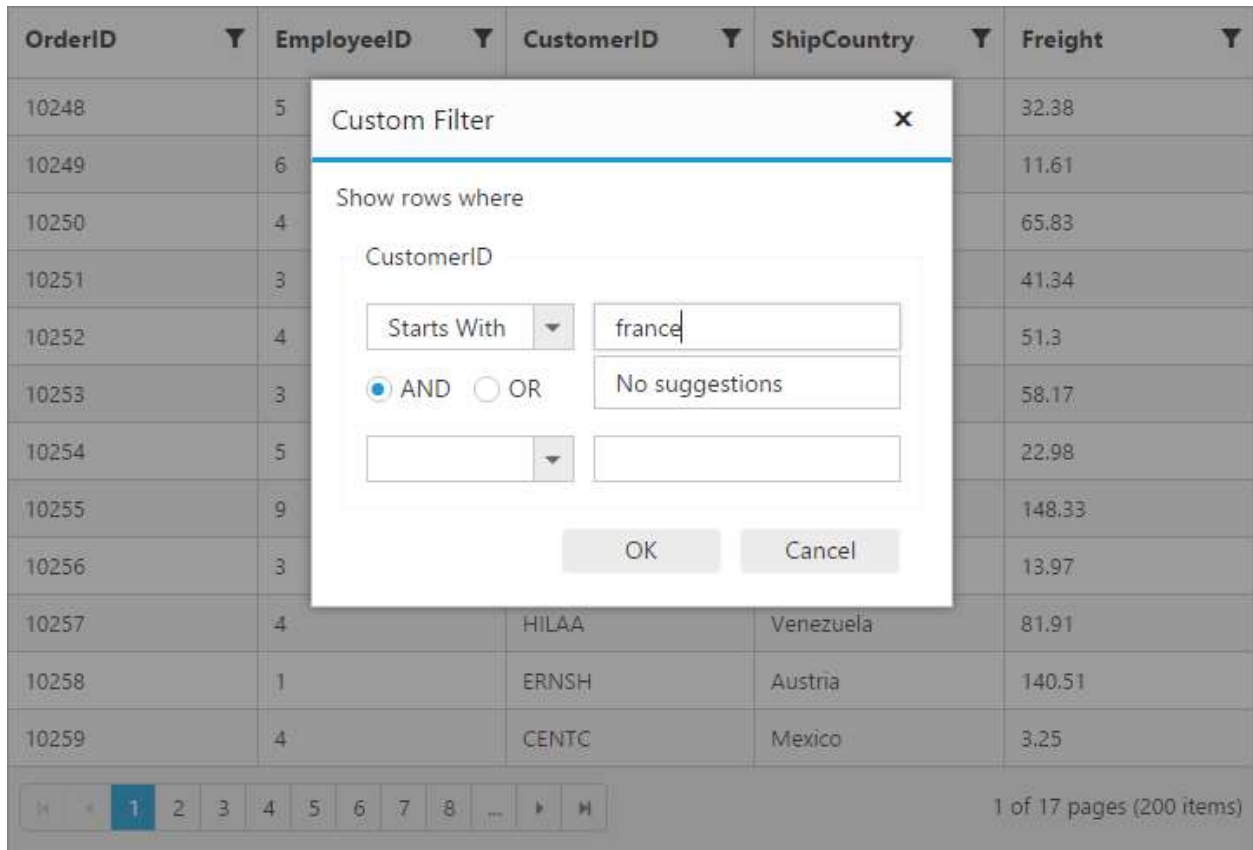 OrderID EmployeeID CustomerID ShipCountry Freight
10248 5 32.38
Custom Filter
10249 6 11.61
Show rows where
10250 4 65.83
CustomerID
10251 3 41.34
Starts With france
10252 4 51.3
AND OR No suggestions
10253 3 58.17
10254 5 22.98
10255 9 148.33
OK Cancel
10256 3 13.97
10257 4 HILAA Venezuela 81.91
10258 1 ERNSH Austria 140.51
10259 4 CENTC Mexico 3.25
1 2 3 4 5 6 7 8 ... 1 of 17 pages (200 items)